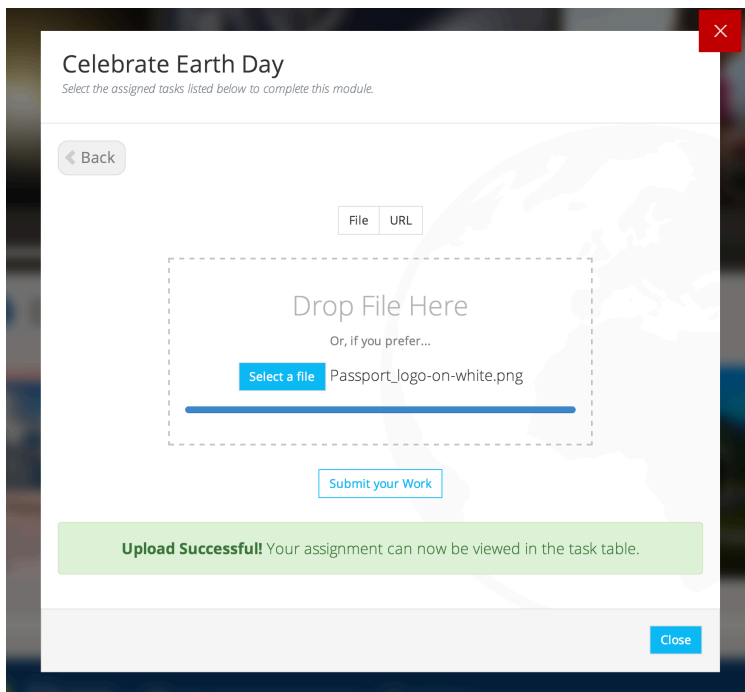 Celebrate Earth Day
Select the assigned tasks listed below to complete this module.
Back
File URL
Drop File Here
Or, if you prefer...
Select a file Passport_logo-on-white.png
Submit your Work
Upload Successful! Your assignment can now be viewed in the task table.
Close